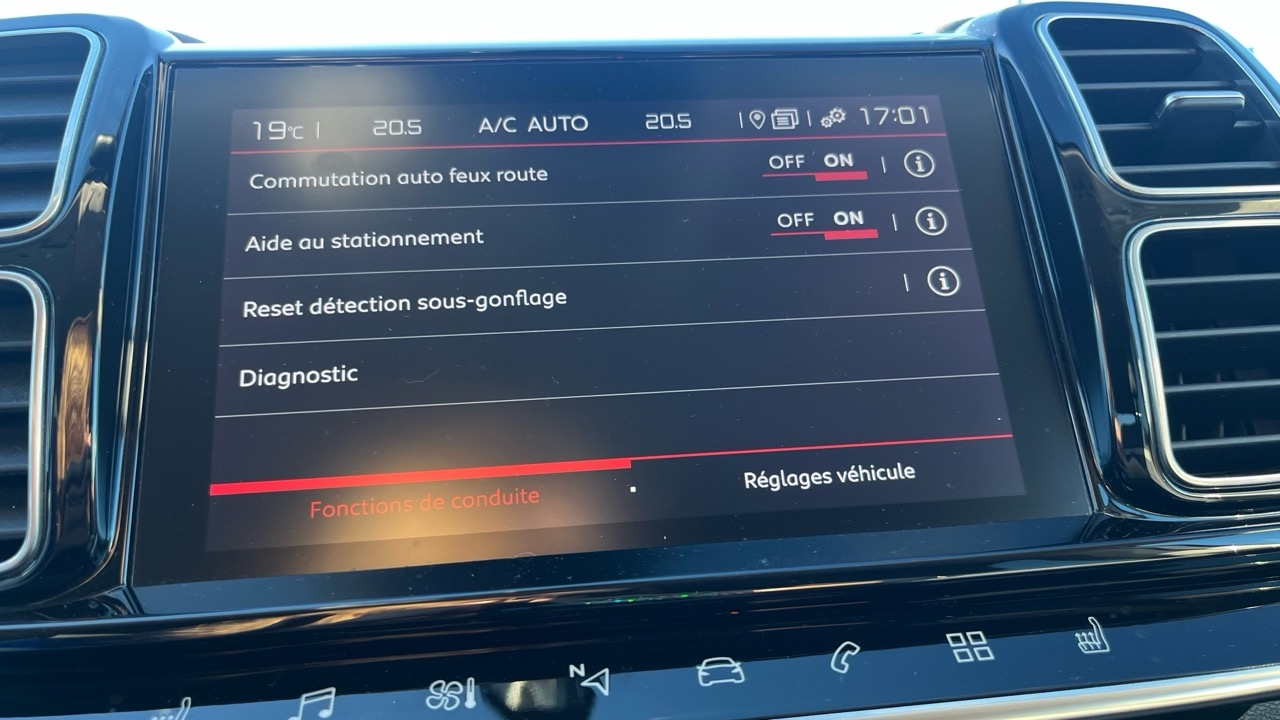 19°C 20.5 A/C AUTO 20.5 17:01
Commutation auto feux route OFF ON i
Aide au stationnement OFF ON i
Reset détection sous-gonflage i
Diagnostic
Fonctions de conduite Réglages véhicule
N